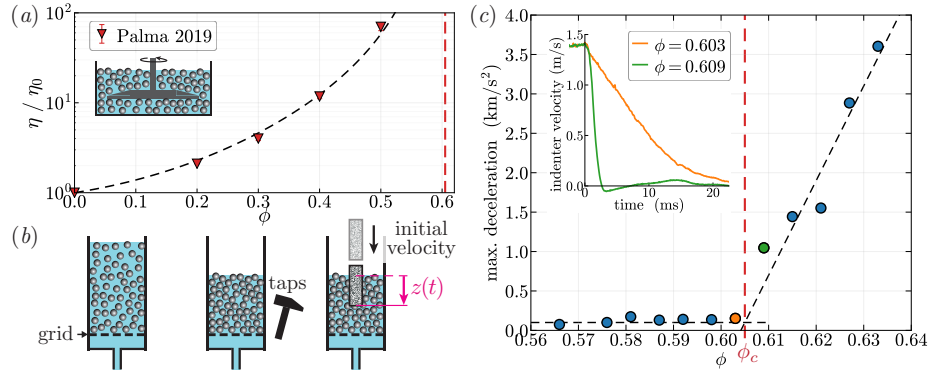 (a)
η / η0
10²
10¹
10⁰
Palma 2019
0.0
0.1
0.2
0.3
0.4
0.5
0.6
ϕ
(b)
grid
taps
initial
velocity
z(t)
(c)
max. deceleration (km/s²)
4.0
3.5
3.0
2.5
2.0
1.5
1.0
0.5
0.0
indenter velocity (m/s)
1.5
1.0
0.5
0.0
ϕ = 0.603
ϕ = 0.609
0
10
20
time (ms)
0.56
0.57
0.58
0.59
0.60
0.61
0.62
0.63
0.64
ϕ
ϕc